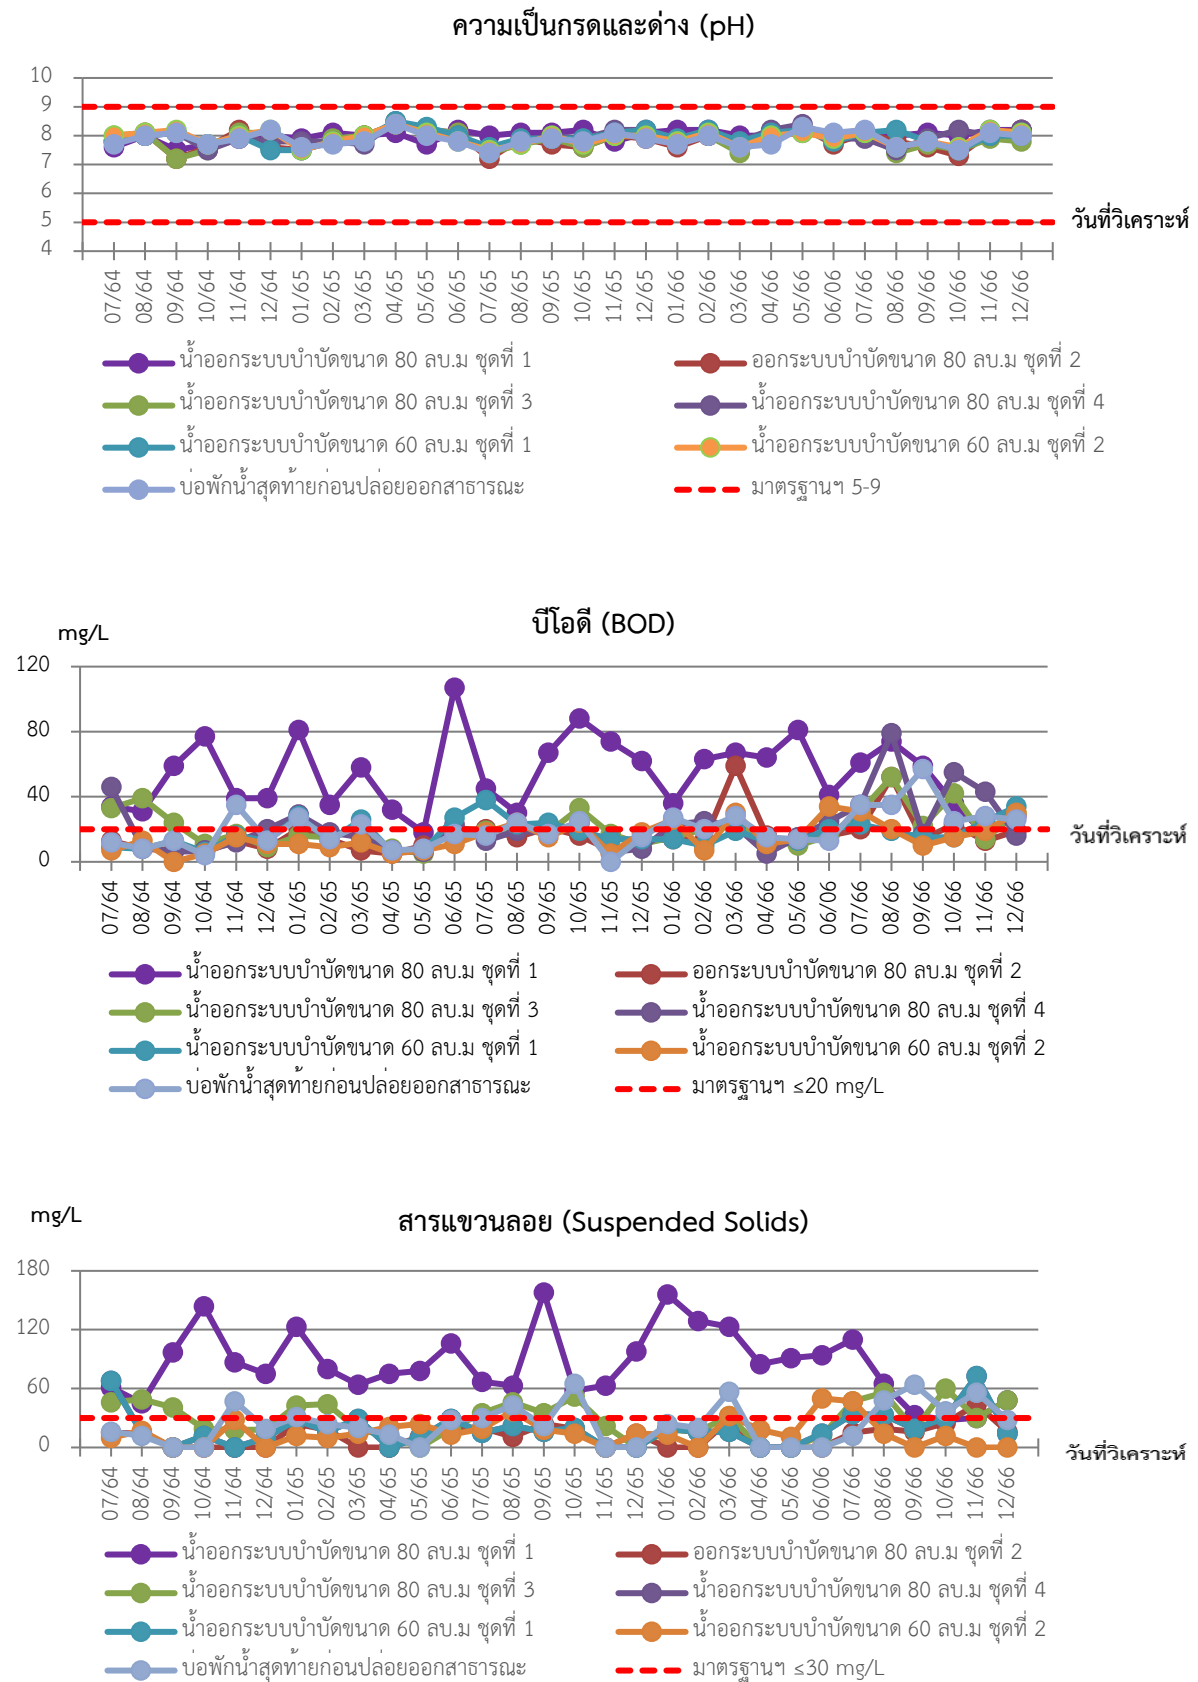 ความเป็นกรดและด่าง (pH)
10
9
8
7
6
5
4
วันที่วิเคราะห์
07/64 08/64 09/64 10/64 11/64 12/64 01/65 02/65 03/65 04/65 05/65 06/65 07/65 08/65 09/65 10/65 11/65 12/65 01/66 02/66 03/66 04/66 05/66 06/06 07/66 08/66 09/66 10/66 11/66 12/66
น้ำออกระบบบำบัดขนาด 80 ลบ.ม ชุดที่ 1 ออกระบบบำบัดขนาด 80 ลบ.ม ชุดที่ 2
น้ำออกระบบบำบัดขนาด 80 ลบ.ม ชุดที่ 3 น้ำออกระบบบำบัดขนาด 80 ลบ.ม ชุดที่ 4
น้ำออกระบบบำบัดขนาด 60 ลบ.ม ชุดที่ 1 น้ำออกระบบบำบัดขนาด 60 ลบ.ม ชุดที่ 2
บ่อพักน้ำสุดท้ายก่อนปล่อยออกสาธารณะ มาตรฐานฯ 5-9
บีโอดี (BOD)
mg/L
120
80
40
0
วันที่วิเคราะห์
07/64 08/64 09/64 10/64 11/64 12/64 01/65 02/65 03/65 04/65 05/65 06/65 07/65 08/65 09/65 10/65 11/65 12/65 01/66 02/66 03/66 04/66 05/66 06/06 07/66 08/66 09/66 10/66 11/66 12/66
น้ำออกระบบบำบัดขนาด 80 ลบ.ม ชุดที่ 1 ออกระบบบำบัดขนาด 80 ลบ.ม ชุดที่ 2
น้ำออกระบบบำบัดขนาด 80 ลบ.ม ชุดที่ 3 น้ำออกระบบบำบัดขนาด 80 ลบ.ม ชุดที่ 4
น้ำออกระบบบำบัดขนาด 60 ลบ.ม ชุดที่ 1 น้ำออกระบบบำบัดขนาด 60 ลบ.ม ชุดที่ 2
บ่อพักน้ำสุดท้ายก่อนปล่อยออกสาธารณะ มาตรฐานฯ ≤20 mg/L
mg/L
สารแขวนลอย (Suspended Solids)
180
120
60
0
วันที่วิเคราะห์
07/64 08/64 09/64 10/64 11/64 12/64 01/65 02/65 03/65 04/65 05/65 06/65 07/65 08/65 09/65 10/65 11/65 12/65 01/66 02/66 03/66 04/66 05/66 06/06 07/66 08/66 09/66 10/66 11/66 12/66
น้ำออกระบบบำบัดขนาด 80 ลบ.ม ชุดที่ 1 ออกระบบบำบัดขนาด 80 ลบ.ม ชุดที่ 2
น้ำออกระบบบำบัดขนาด 80 ลบ.ม ชุดที่ 3 น้ำออกระบบบำบัดขนาด 80 ลบ.ม ชุดที่ 4
น้ำออกระบบบำบัดขนาด 60 ลบ.ม ชุดที่ 1 น้ำออกระบบบำบัดขนาด 60 ลบ.ม ชุดที่ 2
บ่อพักน้ำสุดท้ายก่อนปล่อยออกสาธารณะ มาตรฐานฯ ≤30 mg/L